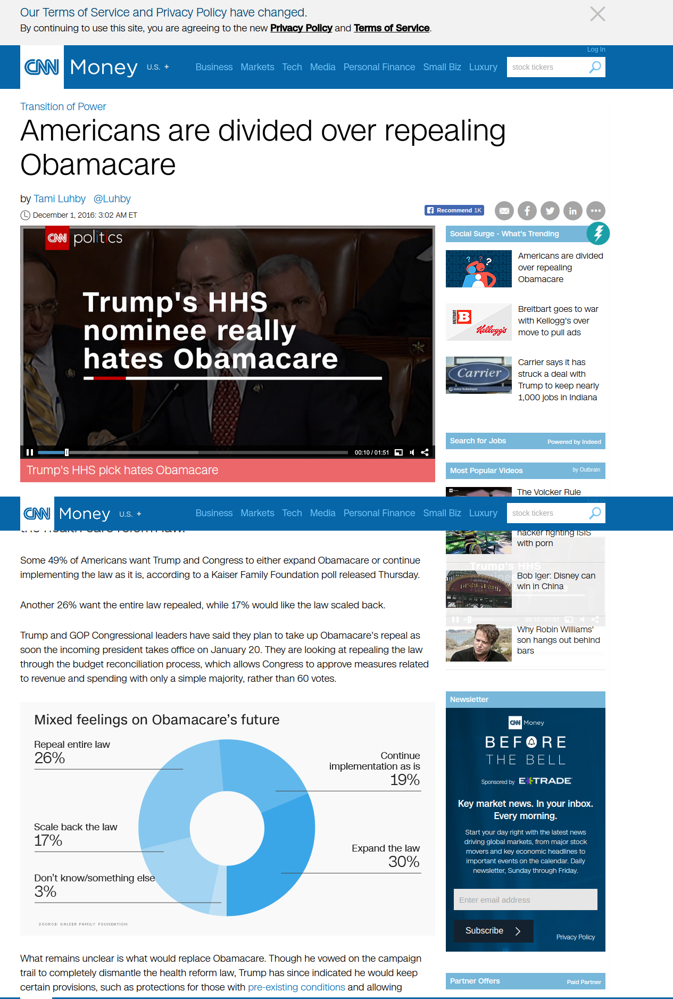 Our Terms of Service and Privacy Policy have changed.
By continuing to use this site, you are agreeing to the new Privacy Policy and Terms of Service.
Log In
CNN Money U.S. + Business Markets Tech Media Personal Finance Small Biz Luxury stock tickers
Transition of Power
Americans are divided over repealing
Obamacare
by Tami Luhby @Luhby
December 1, 2016: 3:02 AM ET
Recommend 1K
CNN politics
Trump's HHS
nominee really
hates Obamacare
00:10 / 01:51
Trump's HHS pick hates Obamacare
Social Surge - What's Trending
Americans are divided
over repealing
Obamacare
BREITBART B
Kellogg's
Breitbart goes to war
with Kellogg's over
move to pull ads
Carrier
United Technologies
Carrier says it has
struck a deal with
Trump to keep nearly
1,000 jobs in Indiana
Search for Jobs Powered by Indeed
Most Popular Videos by Outbrain
The Volcker Rule
Log In
CNN Money U.S. + Business Markets Tech Media Personal Finance Small Biz Luxury stock tickers
the health care reform law.
hacker fighting ISIS
with porn
Trump's HHS
DISNEYLAND
Bob Iger: Disney can
win in China
00:10 / 01:51
Why Robin Williams'
son hangs out behind
bars
Some 49% of Americans want Trump and Congress to either expand Obamacare or continue
implementing the law as it is, according to a Kaiser Family Foundation poll released Thursday.
Another 26% want the entire law repealed, while 17% would like the law scaled back.
Trump and GOP Congressional leaders have said they plan to take up Obamacare's repeal as
soon the incoming president takes office on January 20. They are looking at repealing the law
through the budget reconciliation process, which allows Congress to approve measures related
to revenue and spending with only a simple majority, rather than 60 votes.
Mixed feelings on Obamacare's future
Repeal entire law
26%
Continue
implementation as is
19%
Scale back the law
17%
Expand the law
30%
Don't know/something else
3%
SOURCE: KAISER FAMILY FOUNDATION
Newsletter
CNN Money
BEFORE
THE BELL
Sponsored by E*TRADE
Key market news. In your inbox.
Every morning.
Start your day right with the latest news
driving global markets, from major stock
movers and key economic headlines to
important events on the calendar. Daily
newsletter, Sunday through Friday.
Enter email address
Subscribe
Privacy Policy
What remains unclear is what would replace Obamacare. Though he vowed on the campaign
trail to completely dismantle the health reform law, Trump has since indicated he would keep
certain provisions, such as protections for those with pre-existing conditions and allowing
Partner Offers Paid Partner